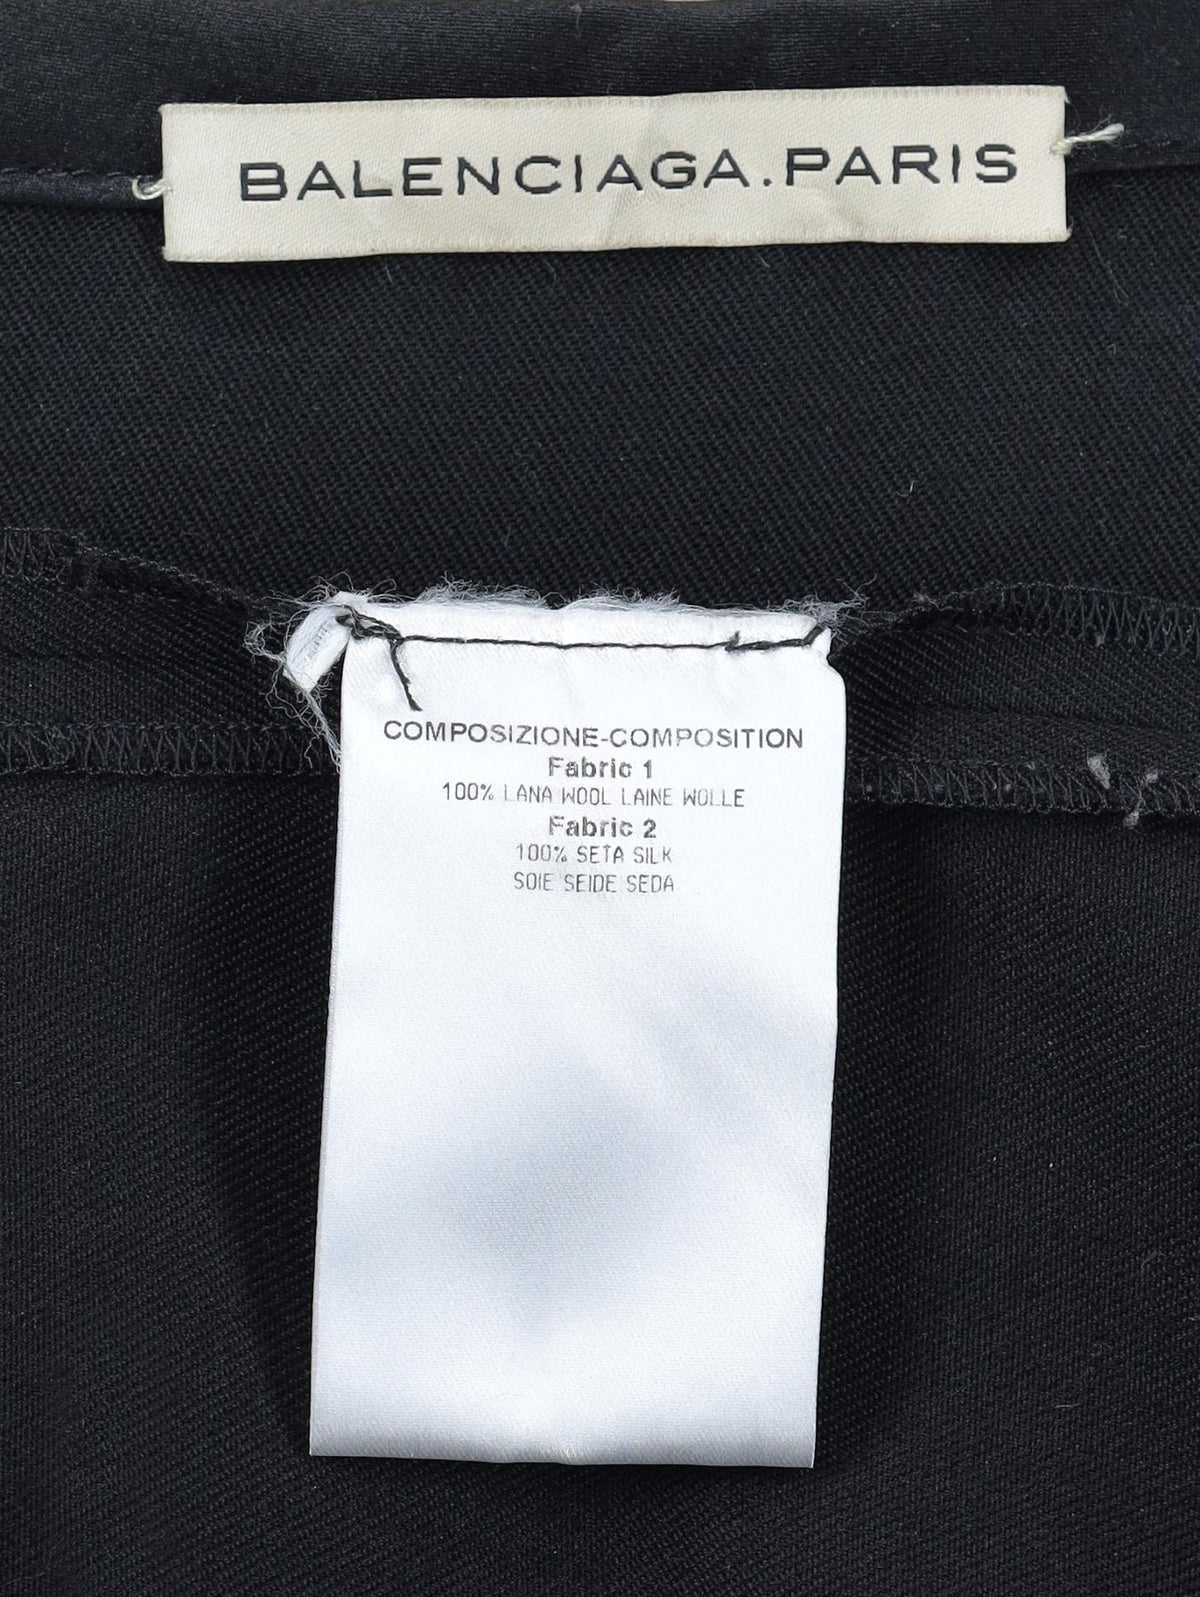 BALENCIAGA.PARIS
COMPOSIZIONE-COMPOSITION
Fabric 1
100% LANA WOOL LAINE WOLLE
Fabric 2
100% SETA SILK
SOIE SEIDE SEDA